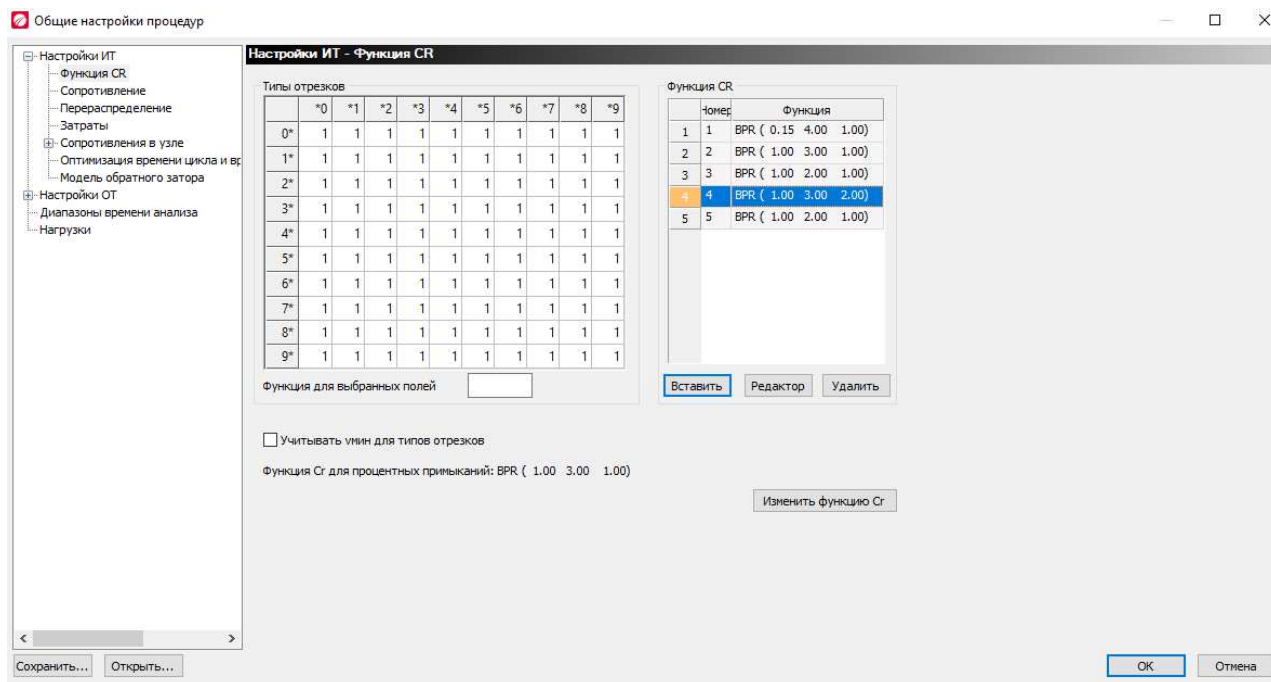 Общие настройки процедур
Настройки ИТ
Функция CR
Сопротивление
Перераспределение
Затраты
Сопротивления в узле
Оптимизация времени цикла и вр
Модель обратного затора
Настройки ОТ
Диапазоны времени анализа
Нагрузки
Настройки ИТ - Функция CR
Типы отрезков
*0 *1 *2 *3 *4 *5 *6 *7 *8 *9
0* 1 1 1 1 1 1 1 1 1 1
1* 1 1 1 1 1 1 1 1 1 1
2* 1 1 1 1 1 1 1 1 1 1
3* 1 1 1 1 1 1 1 1 1 1
4* 1 1 1 1 1 1 1 1 1 1
5* 1 1 1 1 1 1 1 1 1 1
6* 1 1 1 1 1 1 1 1 1 1
7* 1 1 1 1 1 1 1 1 1 1
8* 1 1 1 1 1 1 1 1 1 1
9* 1 1 1 1 1 1 1 1 1 1
Функция для выбранных полей
Функция CR
Номер Функция
1 1 BPR ( 0.15 4.00 1.00)
2 2 BPR ( 1.00 3.00 1.00)
3 3 BPR ( 1.00 2.00 1.00)
4 4 BPR ( 1.00 3.00 2.00)
5 5 BPR ( 1.00 2.00 1.00)
Вставить Редактор Удалить
Учитывать vмин для типов отрезков
Функция Cr для процентных примыканий: BPR ( 1.00 3.00 1.00)
Изменить функцию Cr
Сохранить... Открыть...
OK Отмена